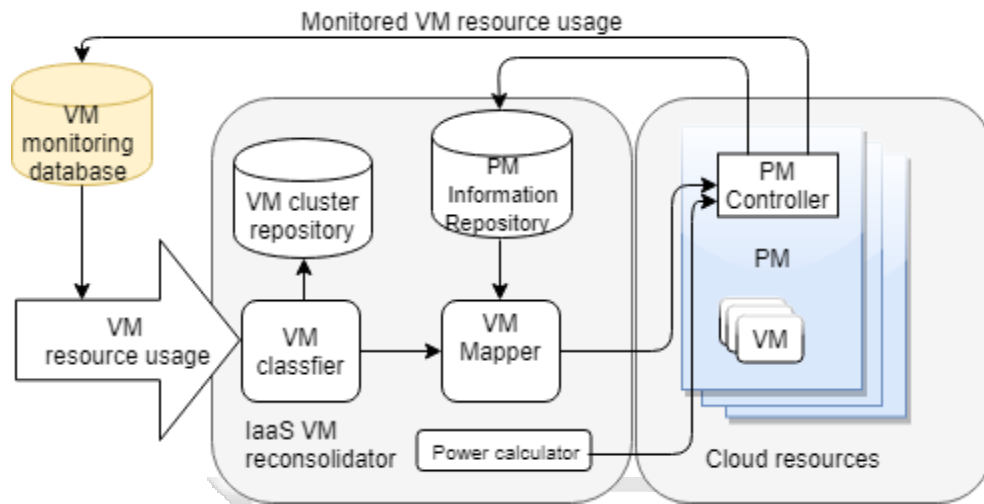 Monitored VM resource usage
VM
monitoring
database
VM cluster
repository
PM
Information
Repository
PM
Controller
PM
VM
VM
resource usage
VM
classfier
VM
Mapper
IaaS VM
reconsolidator
Power calculator
Cloud resources